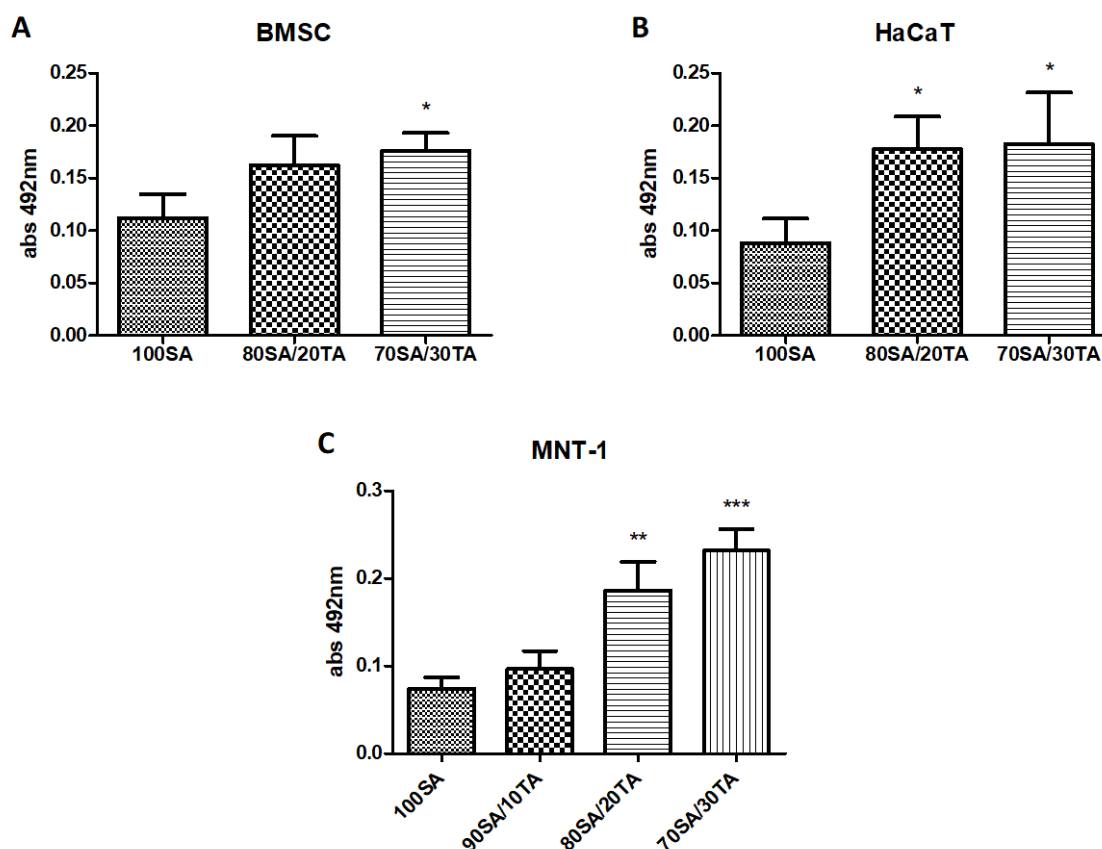 A
BMSC
abs 492nm
0.25
0.20
0.15
0.10
0.05
0.00
*
100SA
80SA/20TA
70SA/30TA
B
HaCaT
abs 492nm
0.25
0.20
0.15
0.10
0.05
0.00
*
*
100SA
80SA/20TA
70SA/30TA
C
MNT-1
abs 492nm
0.3
0.2
0.1
0.0
**
***
100SA
90SA/10TA
80SA/20TA
70SA/30TA